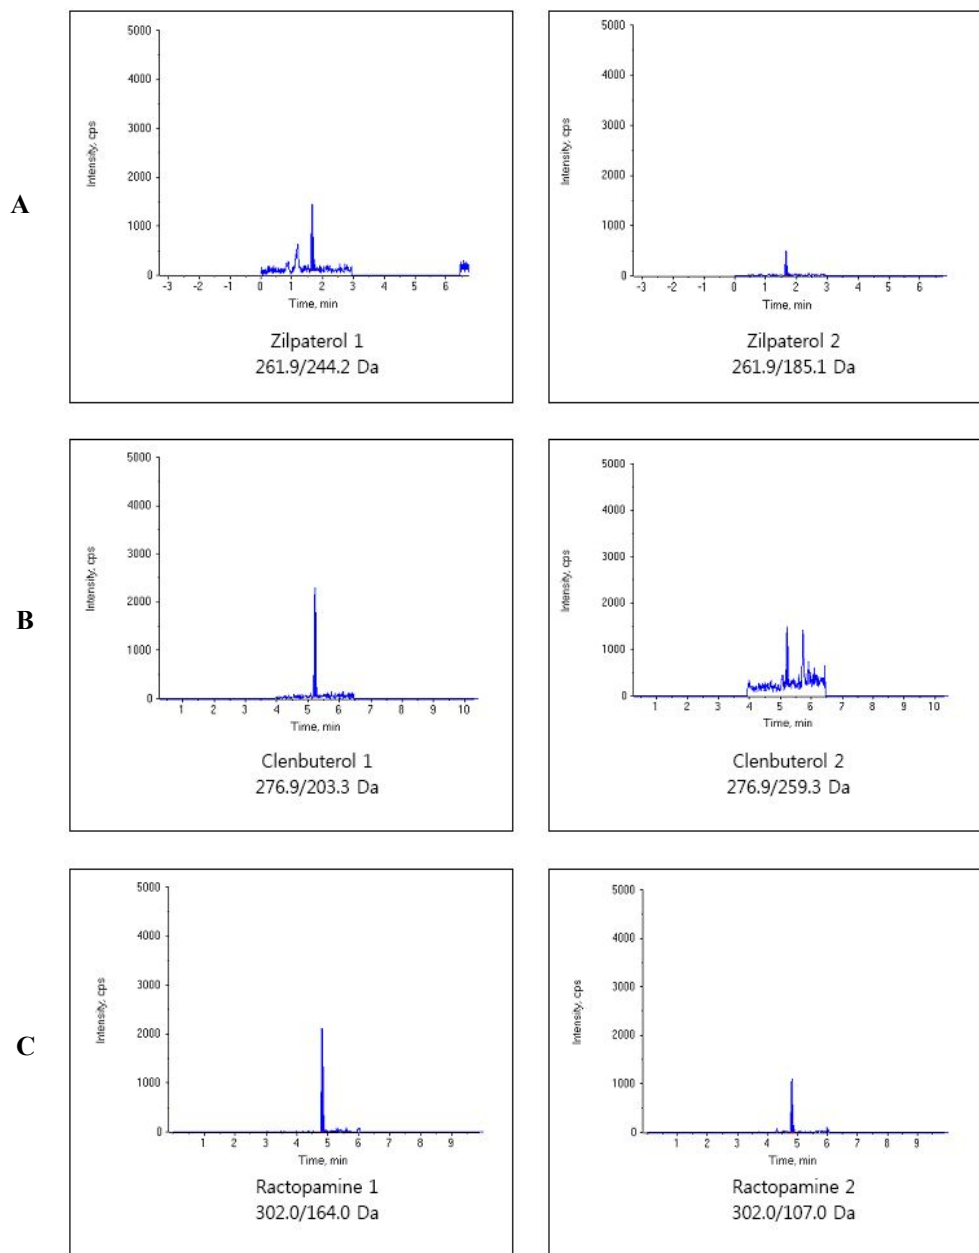 A
5000
4000
3000
2000
1000
0
Intensity, cps
-3 -2 -1 0 1 2 3 4 5 6
Time, min
Zilpaterol 1
261.9/244.2 Da
5000
4000
3000
2000
1000
0
Intensity, cps
-3 -2 -1 0 1 2 3 4 5 6
Time, min
Zilpaterol 2
261.9/185.1 Da
B
5000
4000
3000
2000
1000
0
Intensity, cps
1 2 3 4 5 6 7 8 9 10
Time, min
Clenbuterol 1
276.9/203.3 Da
5000
4000
3000
2000
1000
0
Intensity, cps
1 2 3 4 5 6 7 8 9 10
Time, min
Clenbuterol 2
276.9/259.3 Da
C
5000
4000
3000
2000
1000
0
Intensity, cps
1 2 3 4 5 6 7 8 9
Time, min
Ractopamine 1
302.0/164.0 Da
5000
4000
3000
2000
1000
0
Intensity, cps
1 2 3 4 5 6 7 8 9
Time, min
Ractopamine 2
302.0/107.0 Da